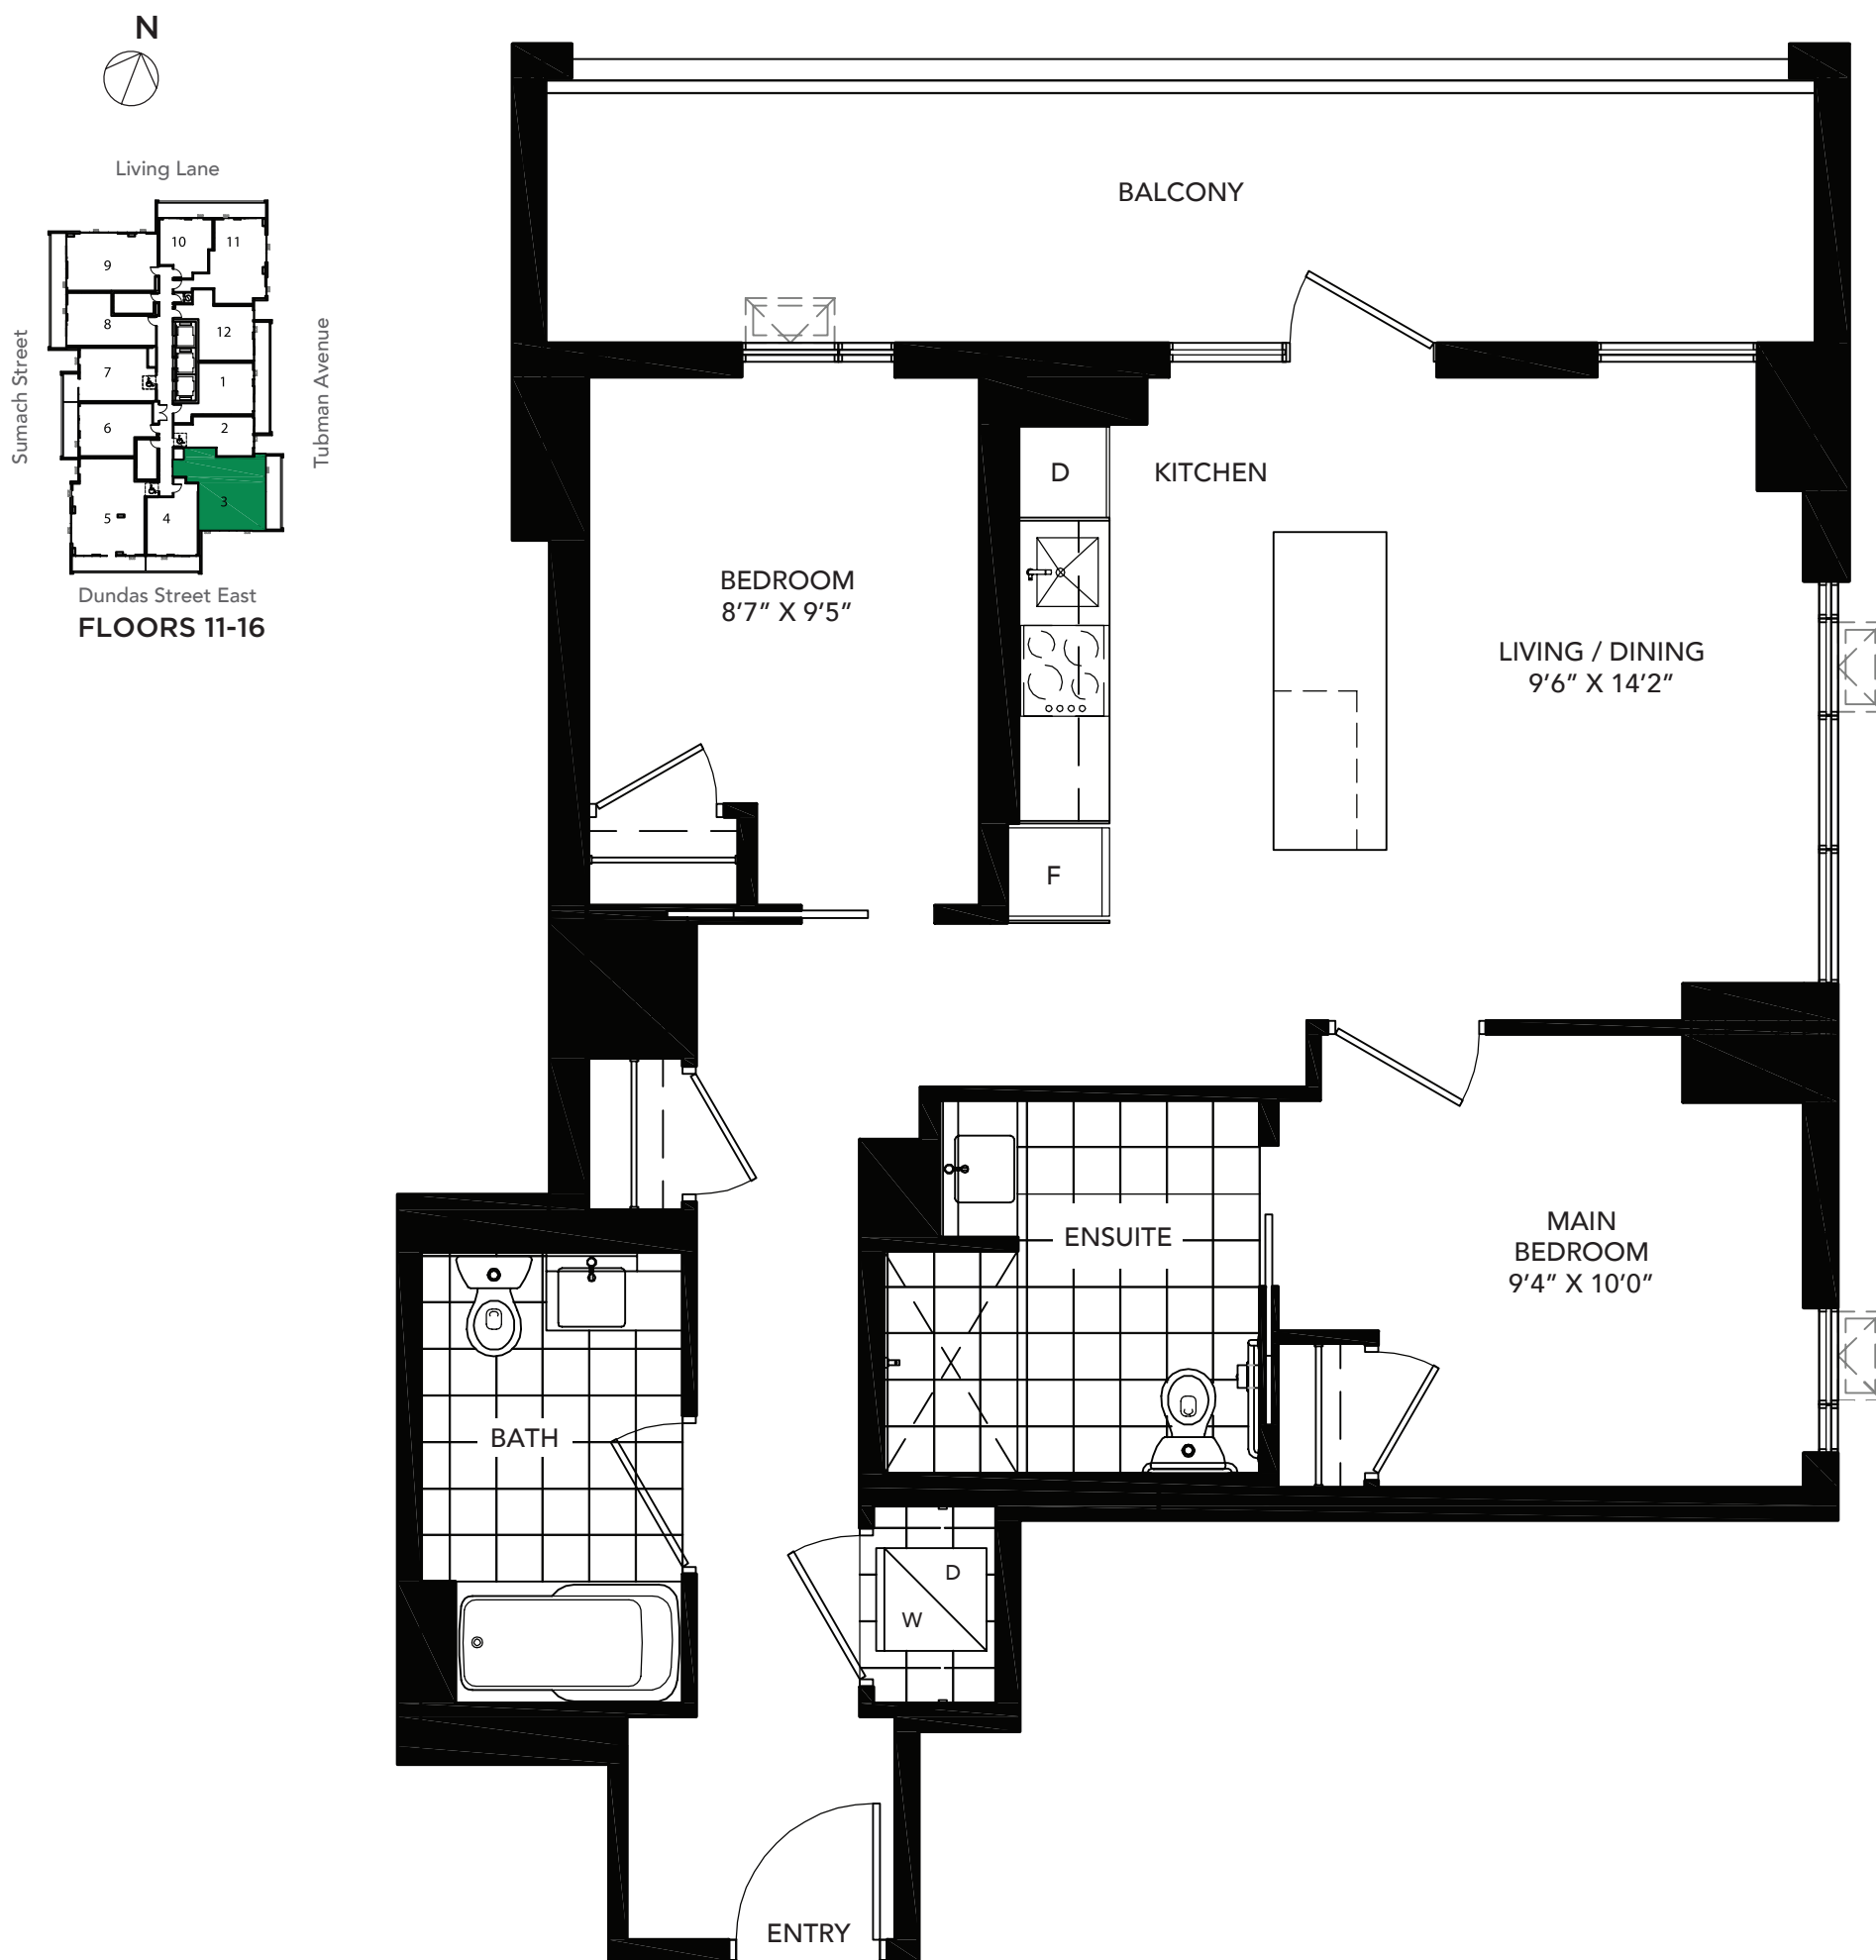 N
Living Lane
Sumach Street
Tubman Avenue
10
11
9
8
12
7
1
6
2
3
5
4
Dundas Street East
FLOORS 11-16
BALCONY
D
KITCHEN
BEDROOM
8'7" X 9'5"
LIVING / DINING
9'6" X 14'2"
F
ENSUITE
MAIN
BEDROOM
9'4" X 10'0"
BATH
D
W
ENTRY